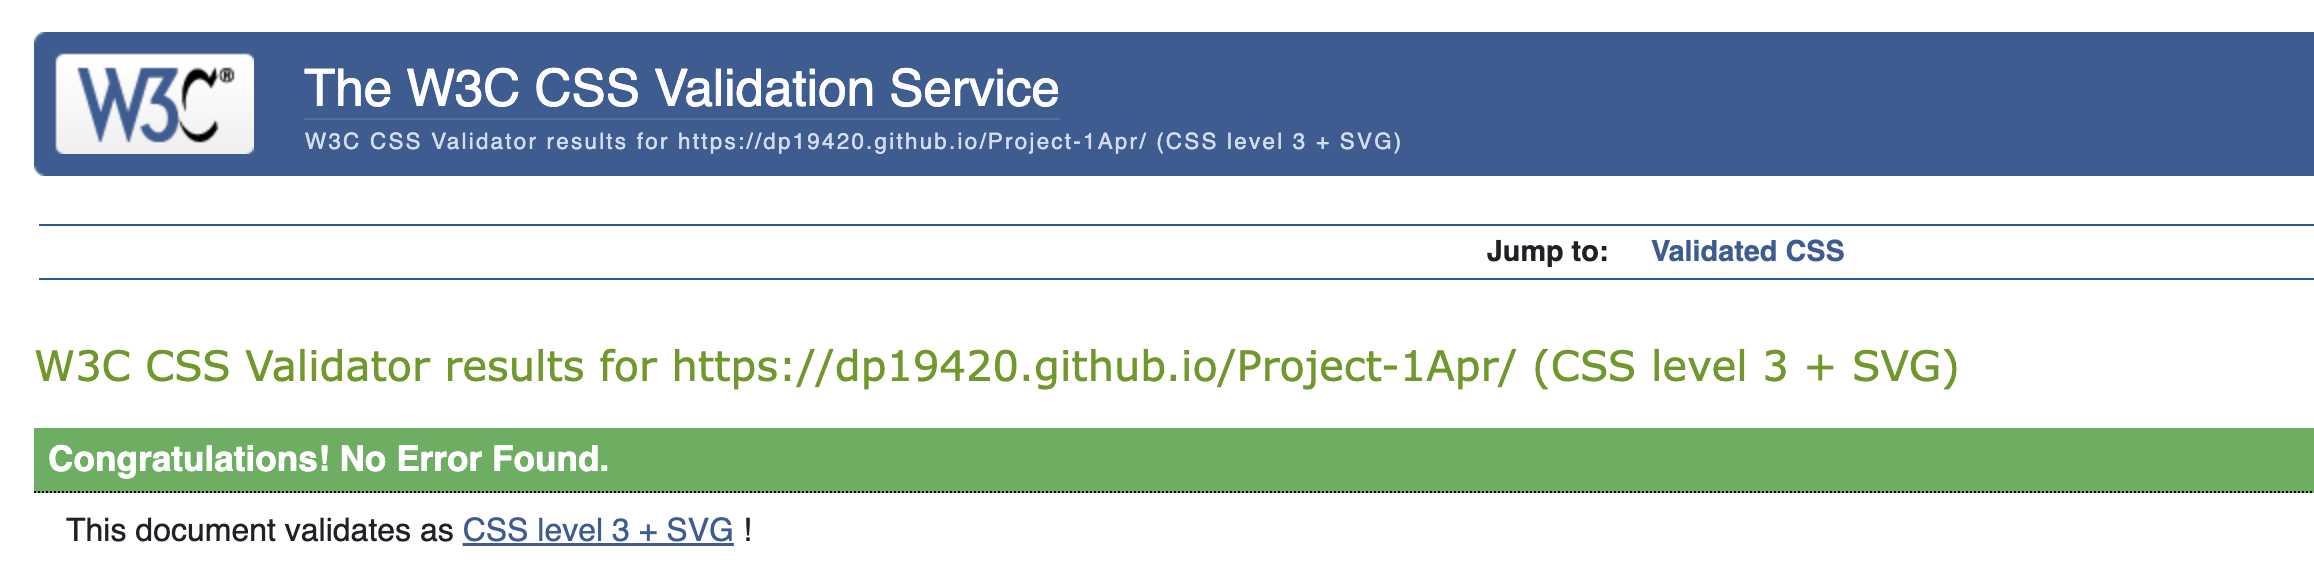 W3C®
The W3C CSS Validation Service
W3C CSS Validator results for https://dp19420.github.io/Project-1Apr/ (CSS level 3 + SVG)
Jump to: Validated CSS
W3C CSS Validator results for https://dp19420.github.io/Project-1Apr/ (CSS level 3 + SVG)
Congratulations! No Error Found.
This document validates as CSS level 3 + SVG !